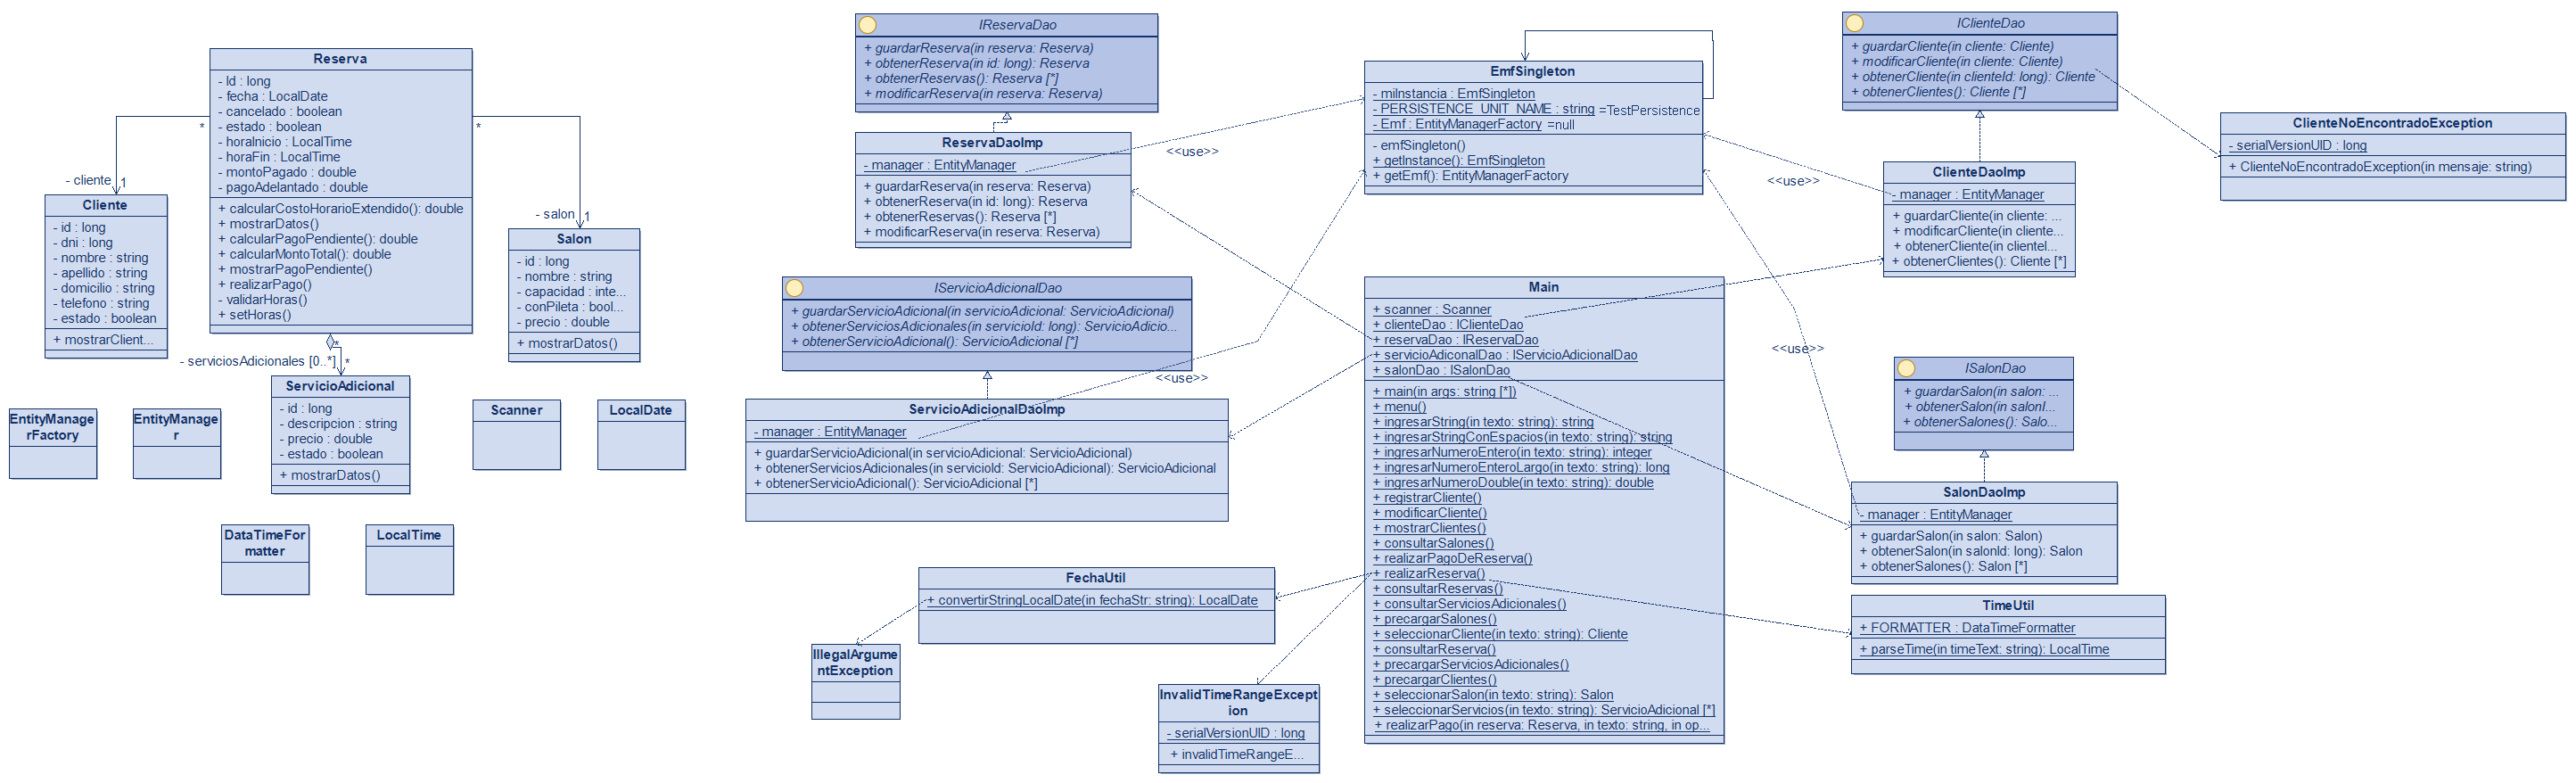 Reserva
- Id : long
- fecha : LocalDate
- cancelado : boolean
- estado : boolean
- horaInicio : LocalTime
- horaFin : LocalTime
- montoPagado : double
- pagoAdelantado : double
+ calcularCostoHorarioExtendido(): double
+ mostrarDatos()
+ calcularPagoPendiente(): double
+ calcularMontoTotal(): double
+ mostrarPagoPendiente()
+ realizarPago()
- validarHoras()
+ setHoras()
*
- cliente
1
*
- salon
1
Cliente
- id : long
- dni : long
- nombre : string
- apellido : string
- domicilio : string
- telefono : string
- estado : boolean
+ mostrarClient...
Salon
- id : long
- nombre : string
- capacidad : inte...
- conPileta : bool...
- precio : double
+ mostrarDatos()
*
- serviciosAdicionales [0..*]
*
ServicioAdicional
- id : long
- descripcion : string
- precio : double
- estado : boolean
+ mostrarDatos()
EntityManage
rFactory
EntityManage
r
Scanner
LocalDate
DataTimeFor
matter
LocalTime
IReservaDao
+ guardarReserva(in reserva: Reserva)
+ obtenerReserva(in id: long): Reserva
+ obtenerReservas(): Reserva [*]
+ modificarReserva(in reserva: Reserva)
ReservaDaoImp
- manager : EntityManager
+ guardarReserva(in reserva: Reserva)
+ obtenerReserva(in id: long): Reserva
+ obtenerReservas(): Reserva [*]
+ modificarReserva(in reserva: Reserva)
<<use>>
IServicioAdicionalDao
+ guardarServicioAdicional(in servicioAdicional: ServicioAdicional)
+ obtenerServiciosAdicionales(in servicioId: long): ServicioAdicio...
+ obtenerServicioAdicional(): ServicioAdicional [*]
<<use>>
ServicioAdicionalDaoImp
- manager : EntityManager
+ guardarServicioAdicional(in servicioAdicional: ServicioAdicional)
+ obtenerServiciosAdicionales(in servicioId: ServicioAdicional): ServicioAdicional
+ obtenerServicioAdicional(): ServicioAdicional [*]
FechaUtil
+ convertirStringLocalDate(in fechaStr: string): LocalDate
IllegalArgume
ntException
InvalidTimeRangeExcept
ion
- serialVersionUID : long
+ invalidTimeRangeE...
EmfSingleton
- miInstancia : EmfSingleton
- PERSISTENCE_UNIT_NAME : string =TestPersistence
- Emf : EntityManagerFactory =null
- emfSingleton()
+ getInstance(): EmfSingleton
+ getEmf(): EntityManagerFactory
Main
+ scanner : Scanner
+ clienteDao : IClienteDao
+ reservaDao : IReservaDao
+ servicioAdiconalDao : IServicioAdicionalDao
+ salonDao : ISalonDao
+ main(in args: string [*])
+ menu()
+ ingresarString(in texto: string): string
+ ingresarStringConEspacios(in texto: string): string
+ ingresarNumeroEntero(in texto: string): integer
+ ingresarNumeroEnteroLargo(in texto: string): long
+ ingresarNumeroDouble(in texto: string): double
+ registrarCliente()
+ modificarCliente()
+ mostrarClientes()
+ consultarSalones()
+ realizarPagoDeReserva()
+ realizarReserva()
+ consultarReservas()
+ consultarServiciosAdicionales()
+ precargarSalones()
+ seleccionarCliente(in texto: string): Cliente
+ consultarReserva()
+ precargarServiciosAdicionales()
+ precargarClientes()
+ seleccionarSalon(in texto: string): Salon
+ seleccionarServicios(in texto: string): ServicioAdicional [*]
+ realizarPago(in reserva: Reserva, in texto: string, in op...
IClienteDao
+ guardarCliente(in cliente: Cliente)
+ modificarCliente(in cliente: Cliente)
+ obtenerCliente(in clienteId: long): Cliente
+ obtenerClientes(): Cliente [*]
ClienteNoEncontradoException
- serialVersionUID : long
+ ClienteNoEncontradoException(in mensaje: string)
<<use>>
ClienteDaoImp
- manager : EntityManager
+ guardarCliente(in cliente: ...
+ modificarCliente(in cliente...
+ obtenerCliente(in clienteI...
+ obtenerClientes(): Cliente [*]
<<use>>
ISalonDao
+ guardarSalon(in salon: ...
+ obtenerSalon(in salonI...
+ obtenerSalones(): Salo...
SalonDaoImp
- manager : EntityManager
+ guardarSalon(in salon: Salon)
+ obtenerSalon(in salonId: long): Salon
+ obtenerSalones(): Salon [*]
TimeUtil
+ FORMATTER : DataTimeFormatter
+ parseTime(in timeText: string): LocalTime